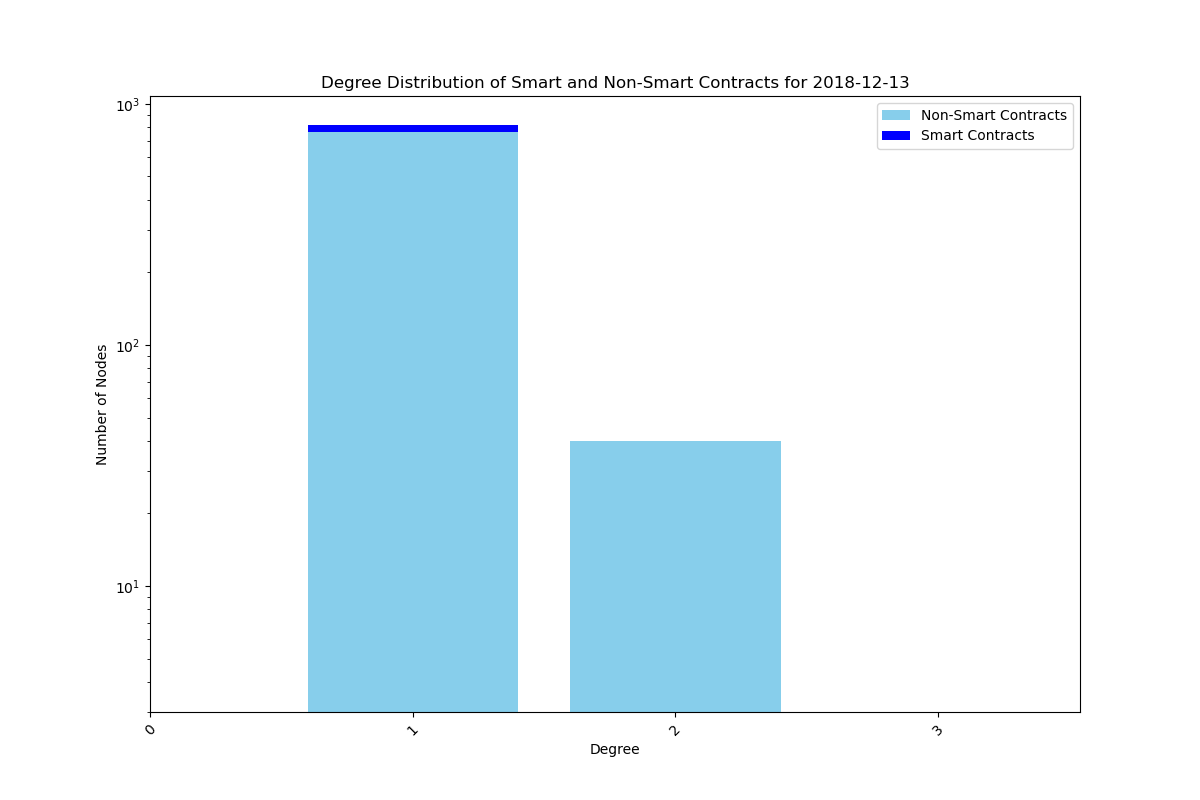 Degree Distribution of Smart and Non-Smart Contracts for 2018-12-13
Non-Smart Contracts
Smart Contracts
10³
10²
10¹
Number of Nodes
0
1
2
3
Degree